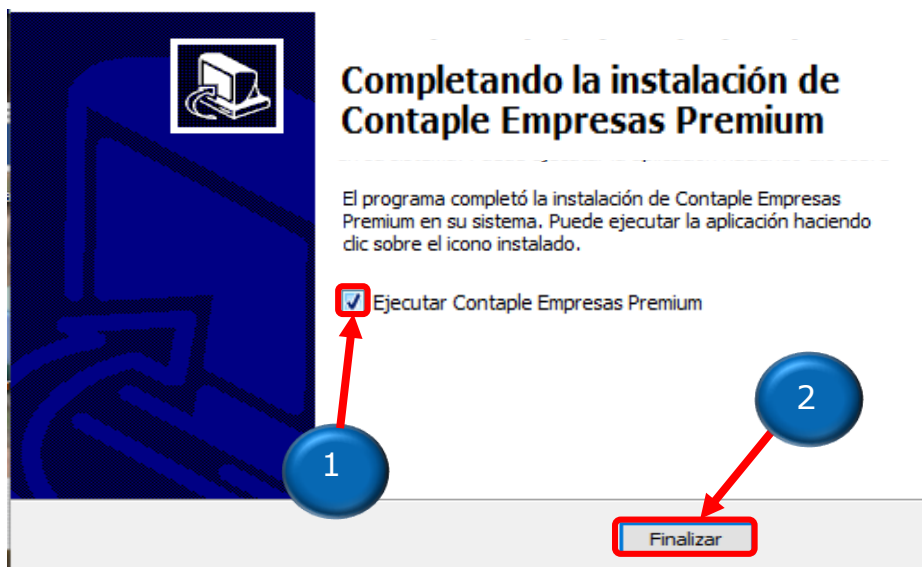 Completando la instalación de
Contaple Empresas Premium
El programa completó la instalación de Contaple Empresas
Premium en su sistema. Puede ejecutar la aplicación haciendo
clic sobre el icono instalado.
Ejecutar Contaple Empresas Premium
2
1
Finalizar